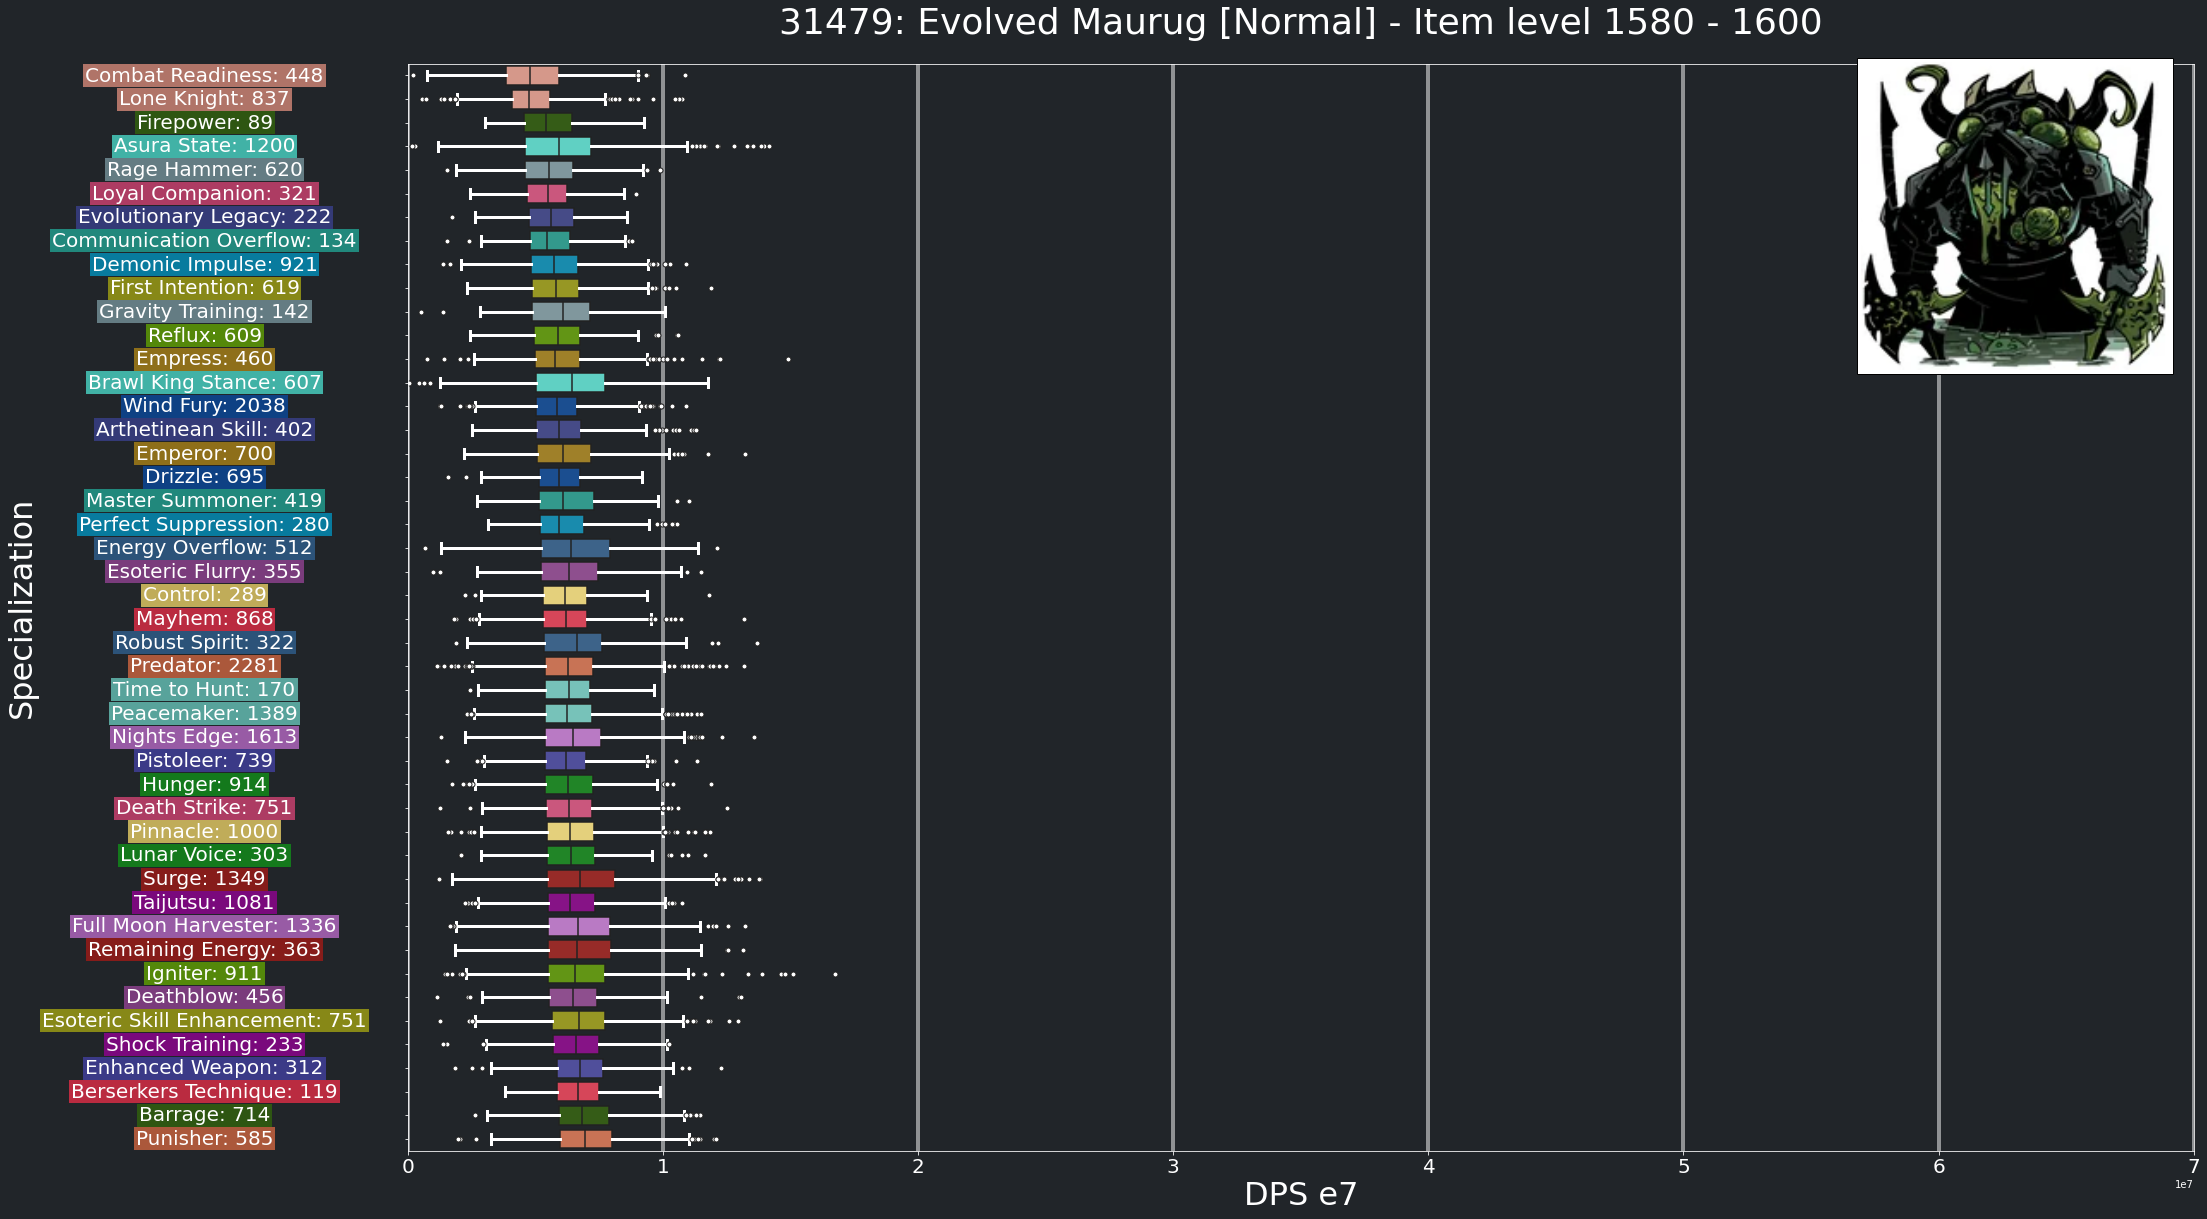 31479: Evolved Maurug [Normal] - Item level 1580 - 1600
Specialization
Combat Readiness: 448
Lone Knight: 837
Firepower: 89
Asura State: 1200
Rage Hammer: 620
Loyal Companion: 321
Evolutionary Legacy: 222
Communication Overflow: 134
Demonic Impulse: 921
First Intention: 619
Gravity Training: 142
Reflux: 609
Empress: 460
Brawl King Stance: 607
Wind Fury: 2038
Arthetinean Skill: 402
Emperor: 700
Drizzle: 695
Master Summoner: 419
Perfect Suppression: 280
Energy Overflow: 512
Esoteric Flurry: 355
Control: 289
Mayhem: 868
Robust Spirit: 322
Predator: 2281
Time to Hunt: 170
Peacemaker: 1389
Nights Edge: 1613
Pistoleer: 739
Hunger: 914
Death Strike: 751
Pinnacle: 1000
Lunar Voice: 303
Surge: 1349
Taijutsu: 1081
Full Moon Harvester: 1336
Remaining Energy: 363
Igniter: 911
Deathblow: 456
Esoteric Skill Enhancement: 751
Shock Training: 233
Enhanced Weapon: 312
Berserkers Technique: 119
Barrage: 714
Punisher: 585
0 1 2 3 4 5 6 7
1e7
DPS e7